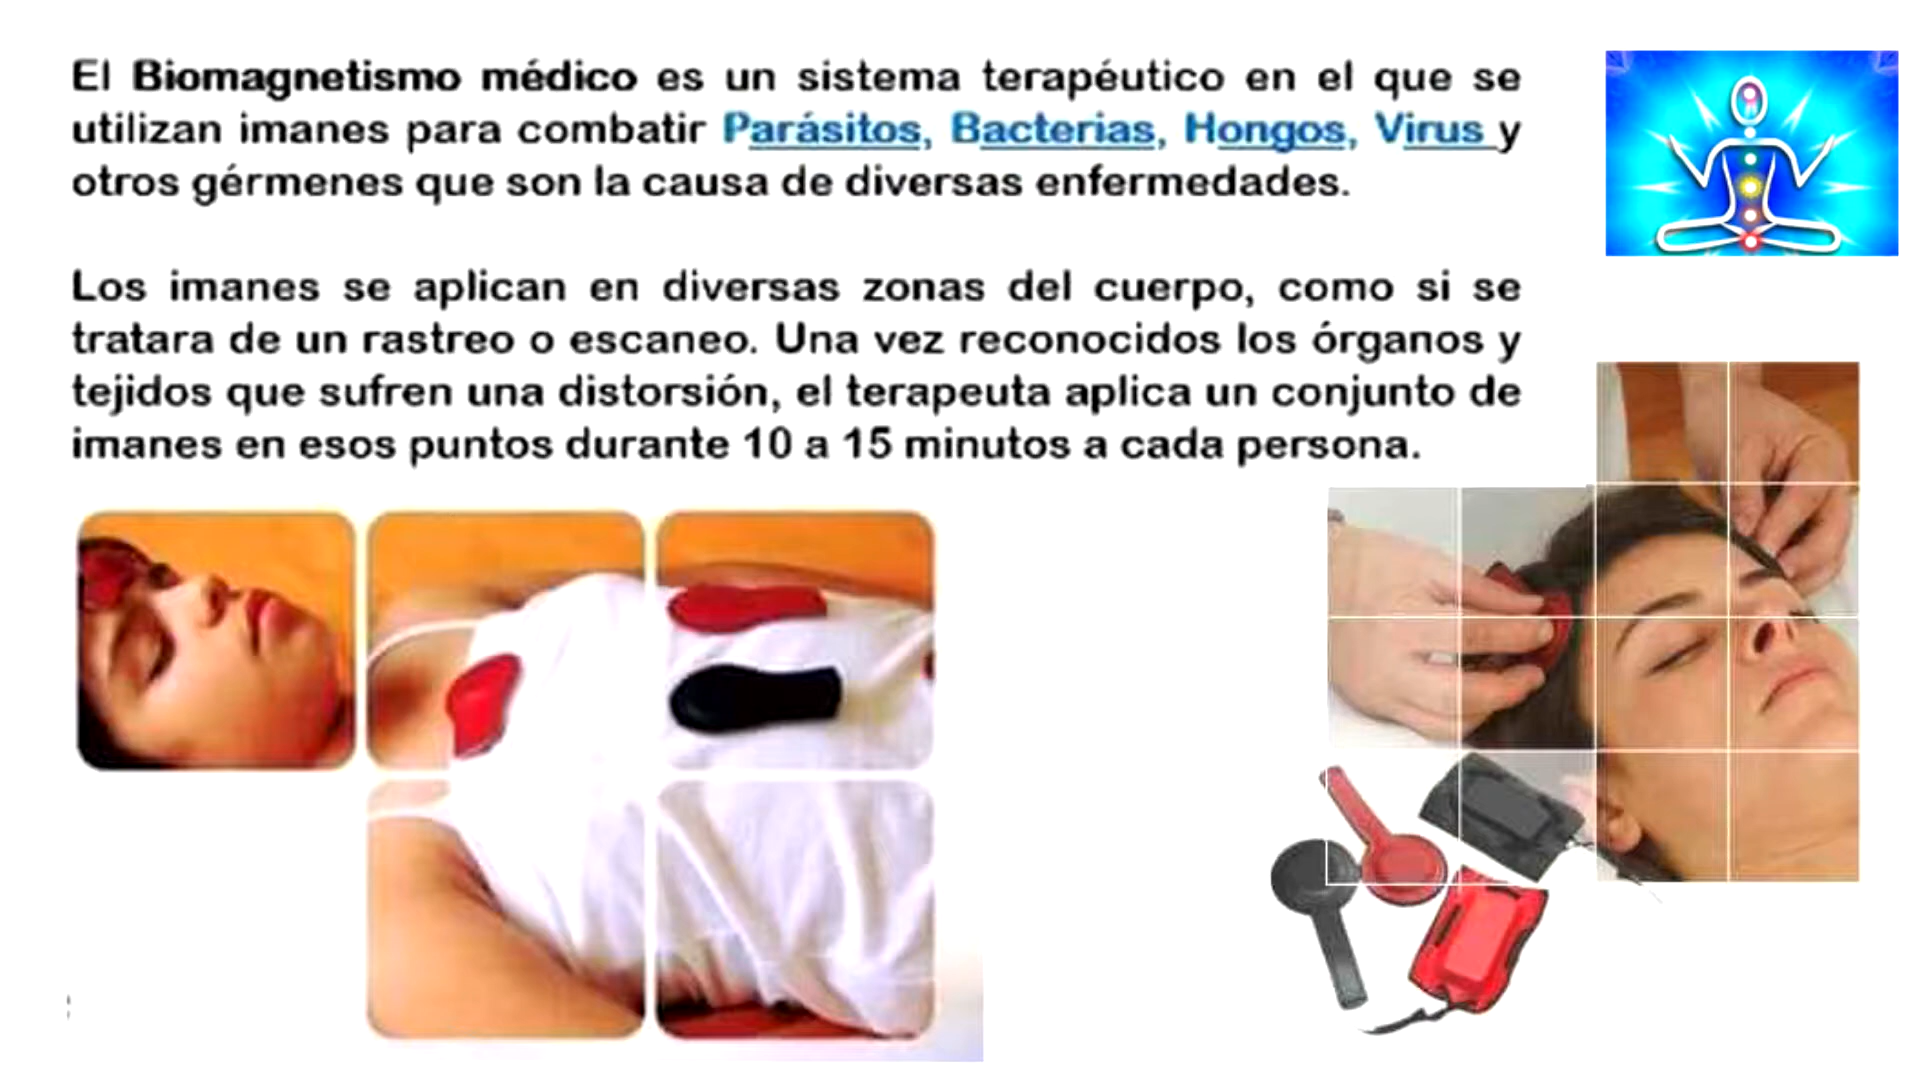 El Biomagnetismo médico es un sistema terapéutico en el que se
utilizan imanes para combatir Parásitos, Bacterias, Hongos, Virus y
otros gérmenes que son la causa de diversas enfermedades.
Los imanes se aplican en diversas zonas del cuerpo, como si se
tratara de un rastreo o escaneo. Una vez reconocidos los órganos y
tejidos que sufren una distorsión, el terapeuta aplica un conjunto de
imanes en esos puntos durante 10 a 15 minutos a cada persona.